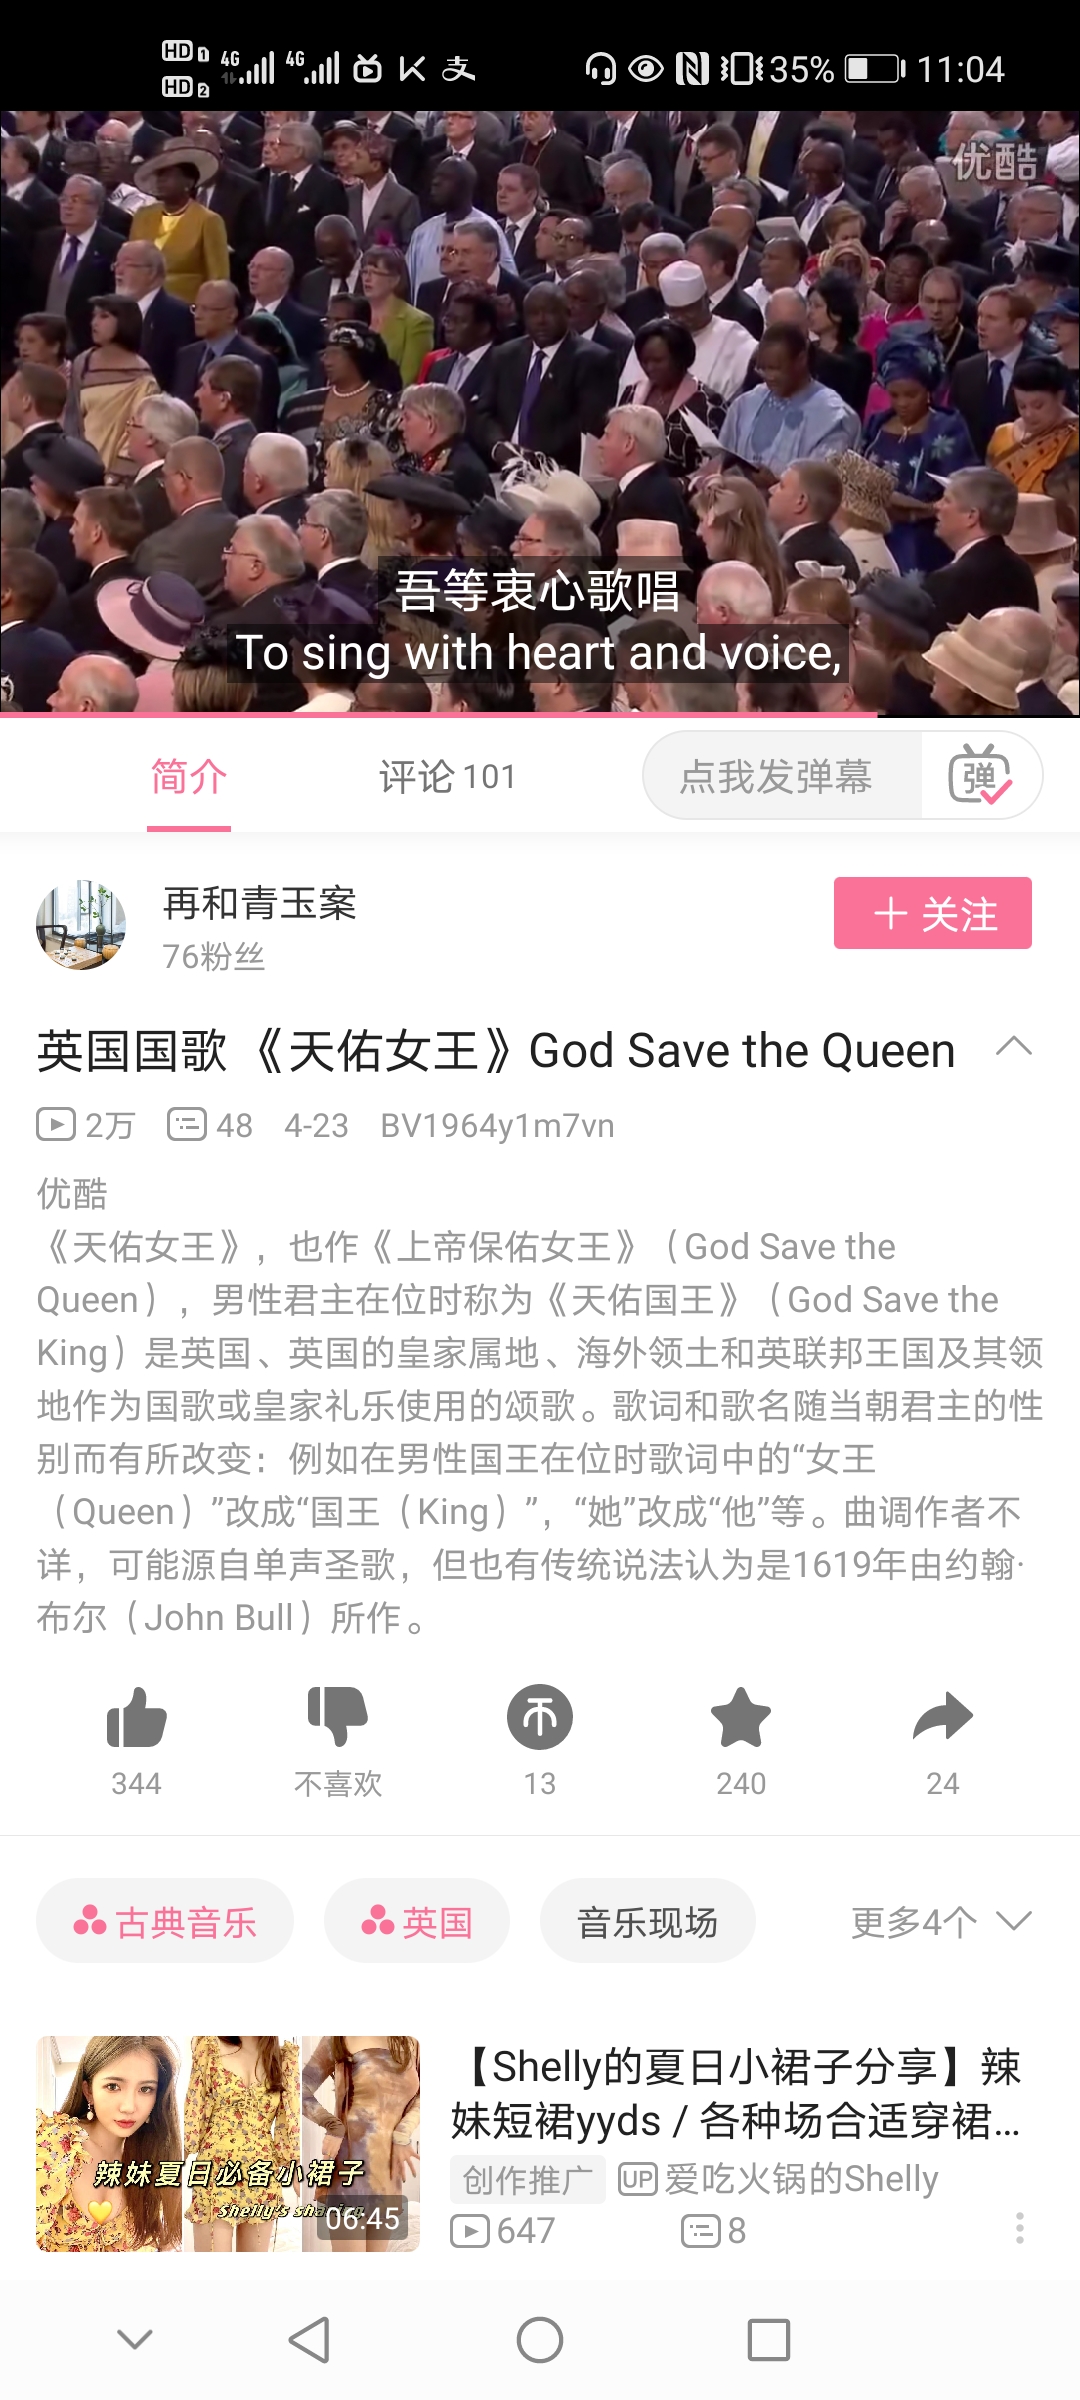 HD 1 4G 4G 35% 11:04
HD 2
优酷
吾等衷心歌唱
To sing with heart and voice,
简介 评论 101 点我发弹幕 弹
再和青玉案
76粉丝
＋ 关注
英国国歌《天佑女王》God Save the Queen
2万 48 4-23 BV1964y1m7vn
优酷
《天佑女王》，也作《上帝保佑女王》（God Save the
Queen），男性君主在位时称为《天佑国王》（God Save the
King）是英国、英国的皇家属地、海外领土和英联邦王国及其领
地作为国歌或皇家礼乐使用的颂歌。歌词和歌名随当朝君主的性
别而有所改变：例如在男性国王在位时歌词中的“女王
（Queen）”改成“国王（King）”，“她”改成“他”等。曲调作者不
详，可能源自单声圣歌，但也有传统说法认为是1619年由约翰·
布尔（John Bull）所作。
344 不喜欢 13 240 24
古典音乐 英国 音乐现场 更多4个
辣妹夏日必备小裙子
Shelly's sharing
06:45
【Shelly的夏日小裙子分享】辣
妹短裙yyds / 各种场合适穿裙...
创作推广 UP 爱吃火锅的Shelly
647 8